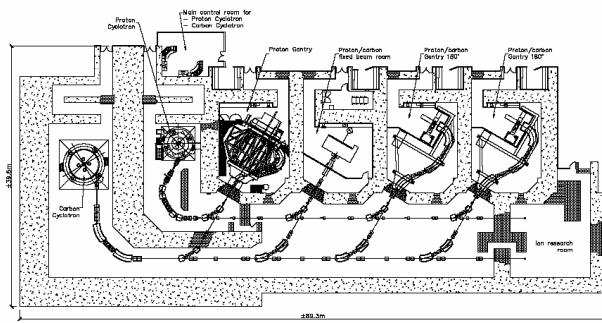 Main control room for
– Proton Cyclotron
– Carbon Cyclotron
Proton
Cyclotron
Proton Gantry
Proton/carbon
fixed beam room
Proton/carbon
Gantry 180°
Proton/carbon
Gantry 180°
±39.6m
Carbon
Cyclotron
Ion research
room
±89.3m